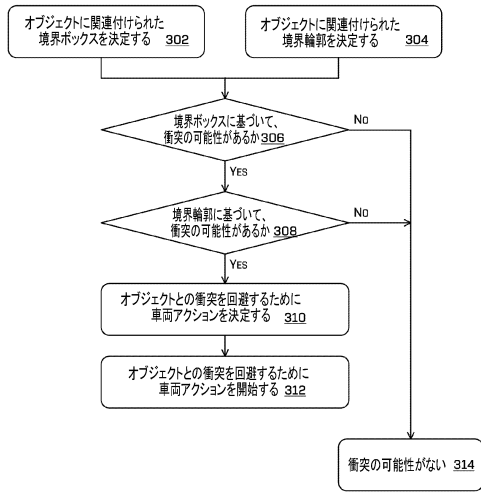 オブジェクトに関連付けられた
境界ボックスを決定する 302
オブジェクトに関連付けられた
境界輪郭を決定する 304
境界ボックスに基づいて、
衝突の可能性があるか 306
No
YES
境界輪郭に基づいて、
衝突の可能性があるか 308
No
YES
オブジェクトとの衝突を回避するために
車両アクションを決定する 310
オブジェクトとの衝突を回避するために
車両アクションを開始する 312
衝突の可能性がない 314